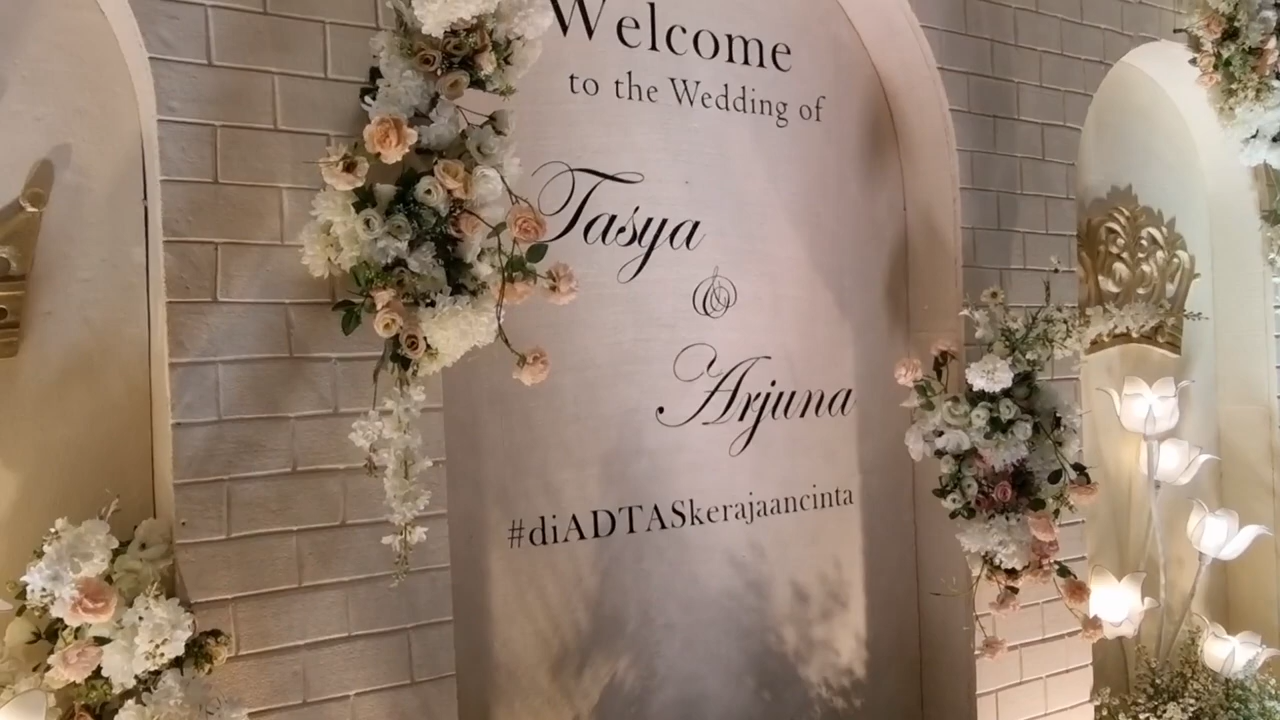 Welcome
to the Wedding of
Tasya
&
Arjuna
#diADTASkerajaancinta